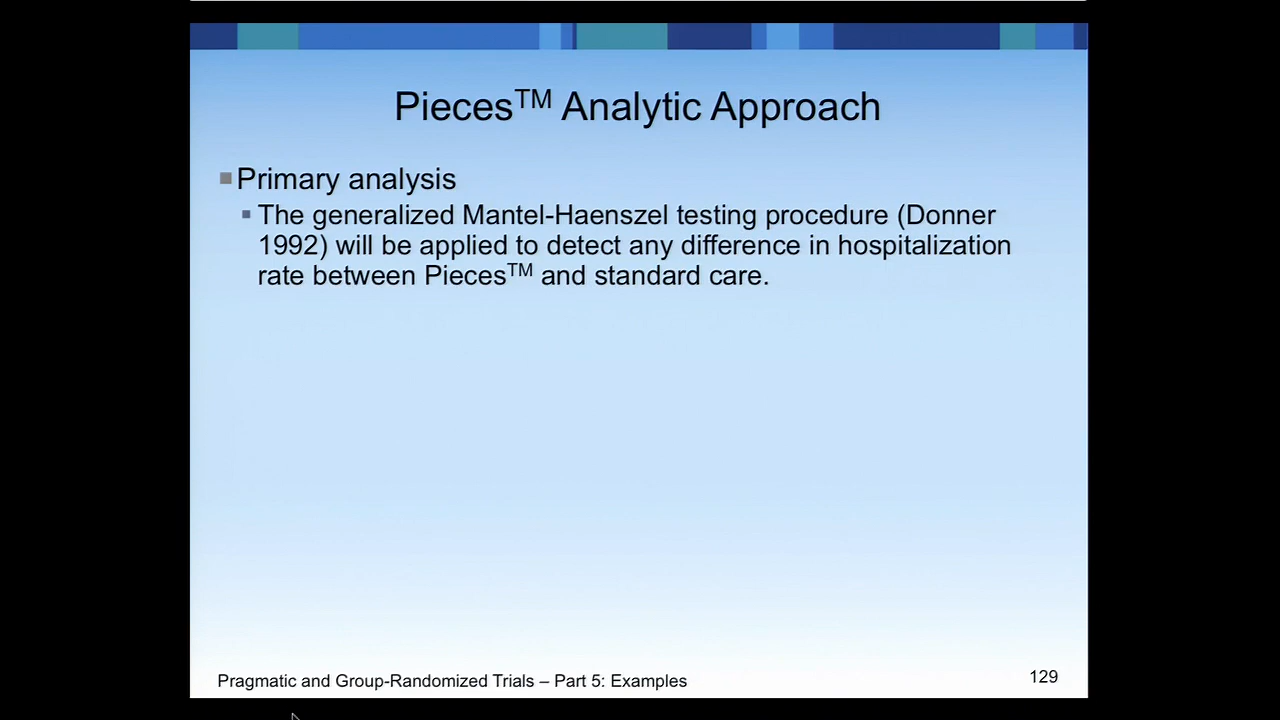 Pieces™ Analytic Approach
Primary analysis
The generalized Mantel-Haenszel testing procedure (Donner
1992) will be applied to detect any difference in hospitalization
rate between Pieces™ and standard care.
Pragmatic and Group-Randomized Trials – Part 5: Examples
129